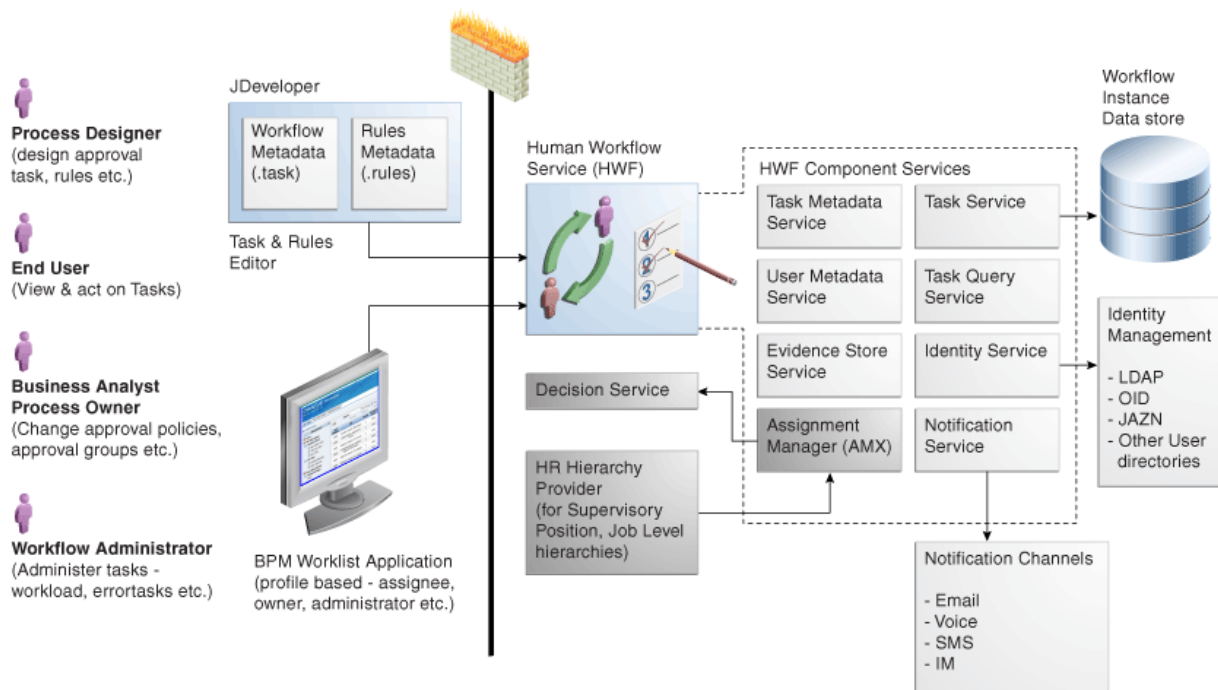 Process Designer
(design approval
task, rules etc.)
End User
(View & act on Tasks)
Business Analyst
Process Owner
(Change approval policies,
approval groups etc.)
Workflow Administrator
(Administer tasks -
workload, errortasks etc.)
JDeveloper
Workflow
Metadata
(.task)
Rules
Metadata
(.rules)
Task & Rules
Editor
BPM Worklist Application
(profile based - assignee,
owner, administrator etc.)
Human Workflow
Service (HWF)
1
2
3
Decision Service
HR Hierarchy
Provider
(for Supervisory
Position, Job Level
hierarchies)
HWF Component Services
Task Metadata
Service
Task Service
User Metadata
Service
Task Query
Service
Evidence Store
Service
Identity Service
Assignment
Manager (AMX)
Notification
Service
Workflow
Instance
Data store
Identity
Management
- LDAP
- OID
- JAZN
- Other User
directories
Notification Channels
- Email
- Voice
- SMS
- IM